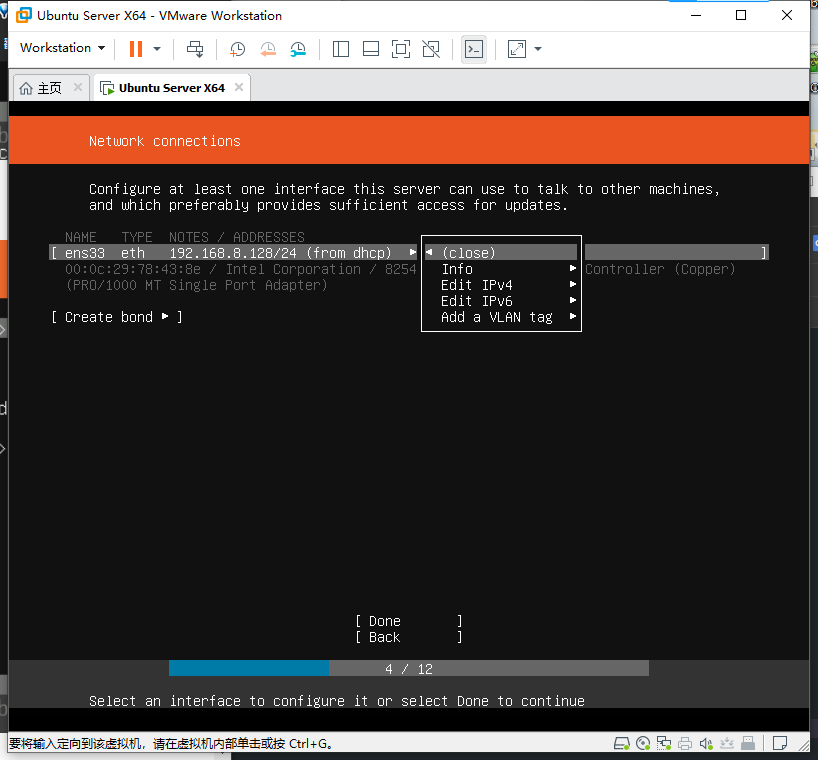 Ubuntu Server X64 - VMware Workstation
Workstation
主页
Ubuntu Server X64
Network connections
Configure at least one interface this server can use to talk to other machines,
and which preferably provides sufficient access for updates.
NAME TYPE NOTES / ADDRESSES
[ ens33 eth 192.168.8.128/24 (from dhcp) ▸ ◂ (close) ]
00:0c:29:78:43:8e / Intel Corporation / 8254 Info ▸ Controller (Copper)
(PRO/1000 MT Single Port Adapter) Edit IPv4 ▸
Edit IPv6 ▸
[ Create bond ▸ ] Add a VLAN tag ▸
[ Done ]
[ Back ]
4 / 12
Select an interface to configure it or select Done to continue
要将输入定向到该虚拟机，请在虚拟机内部单击或按 Ctrl+G。